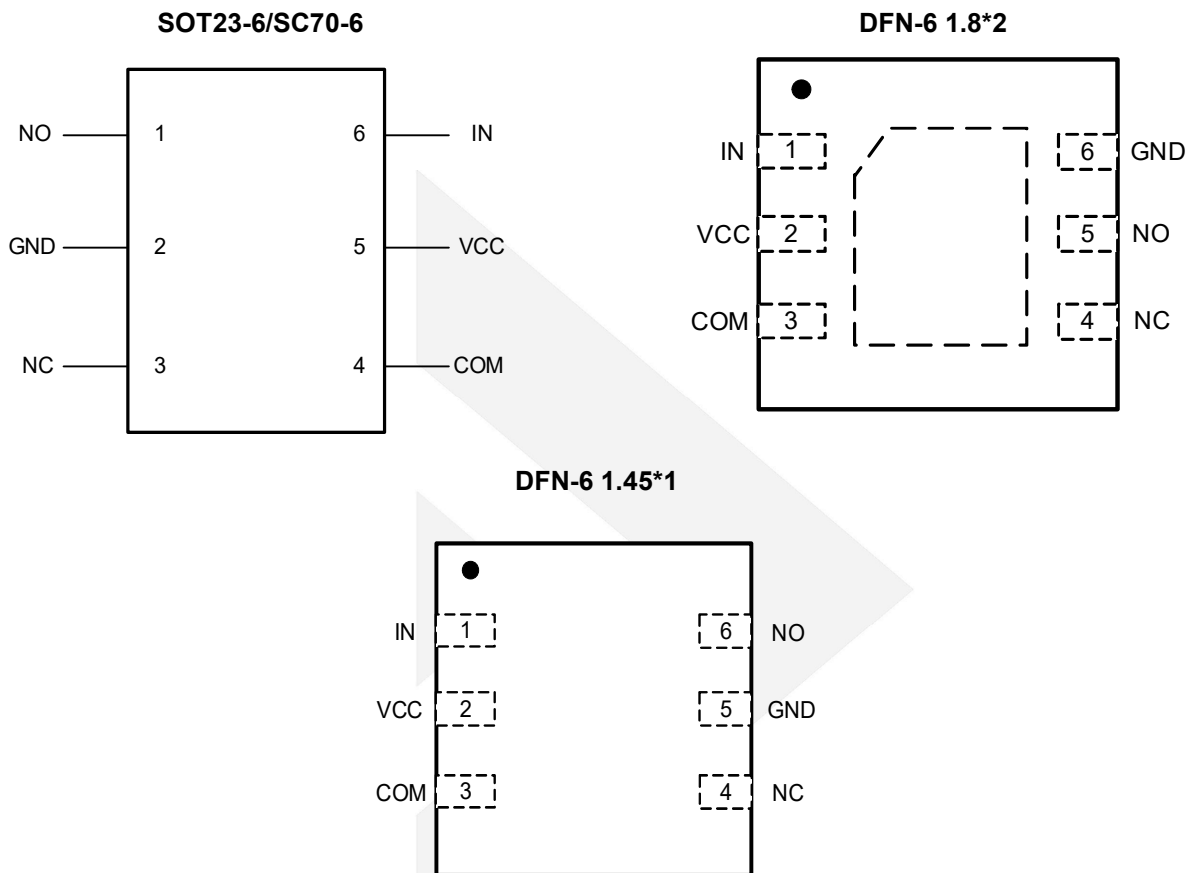 SOT23-6/SC70-6
NO 1 6 IN
GND 2 5 VCC
NC 3 4 COM
DFN-6 1.8*2
IN 1 6 GND
VCC 2 5 NO
COM 3 4 NC
DFN-6 1.45*1
IN 1 6 NO
VCC 2 5 GND
COM 3 4 NC